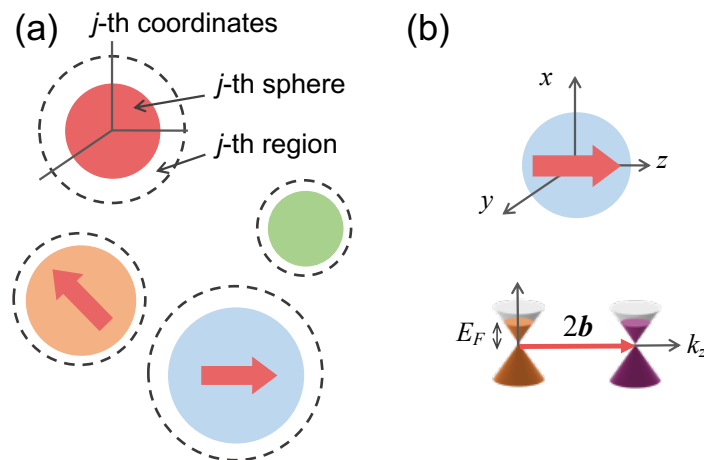 (a)
j-th coordinates
j-th sphere
j-th region
(b)
x
z
y
E_F
2b
k_z